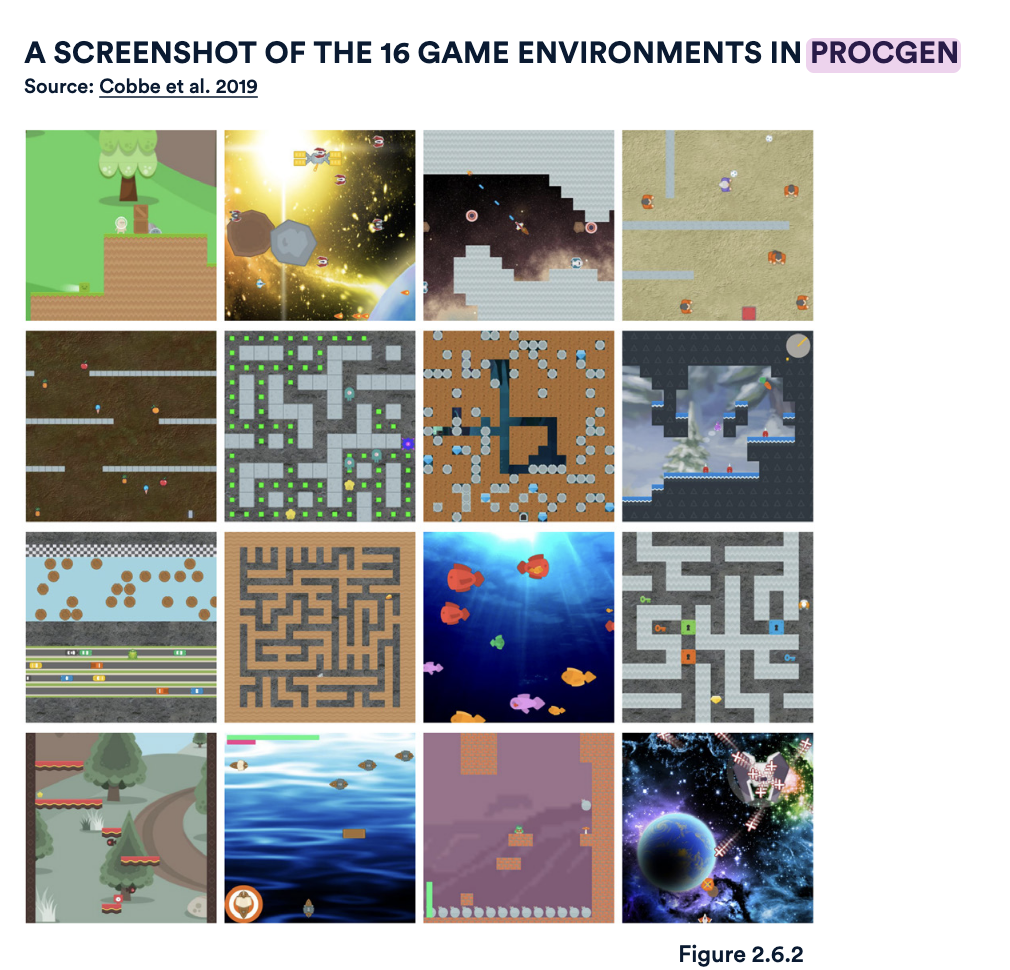 A SCREENSHOT OF THE 16 GAME ENVIRONMENTS IN PROCGEN
Source: Cobbe et al. 2019
Figure 2.6.2